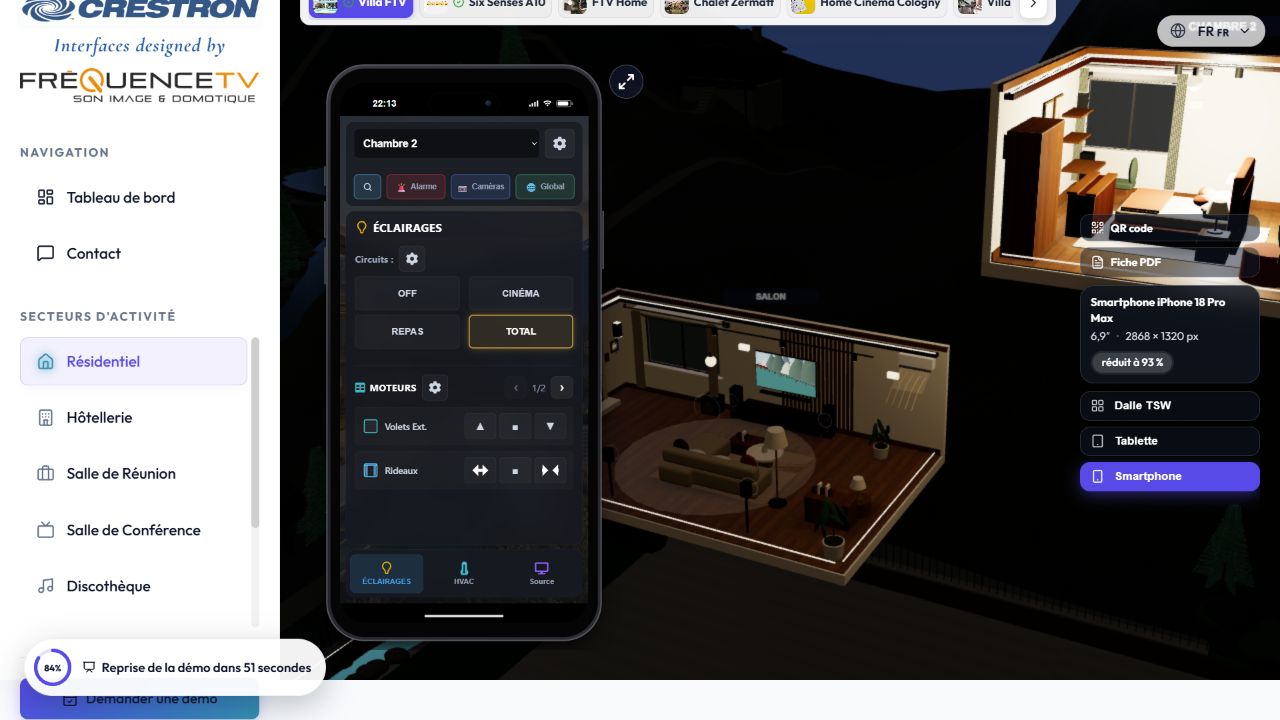 CRESTRON
Interfaces designed by
FRÉQUENCETV
SON IMAGE & DOMOTIQUE
NAVIGATION
Tableau de bord
Contact
SECTEURS D'ACTIVITÉ
Résidentiel
Hôtellerie
Salle de Réunion
Salle de Conférence
Discothèque
84%
Reprise de la démo dans 51 secondes
Demander une démo
Villa FTV
Six Senses A10
FTV Home
Chalet Zermatt
Home Cinema Cologny
Villa
CHAMBRE 2
FR FR
22:13
Chambre 2
Alarme
Caméras
Global
ÉCLAIRAGES
Circuits :
OFF
CINÉMA
REPAS
TOTAL
MOTEURS
1/2
Volets Ext.
Rideaux
ÉCLAIRAGES
HVAC
Source
SALON
QR code
Fiche PDF
Smartphone iPhone 18 Pro
Max
6,9" · 2868 × 1320 px
réduit à 93 %
Dalle TSW
Tablette
Smartphone